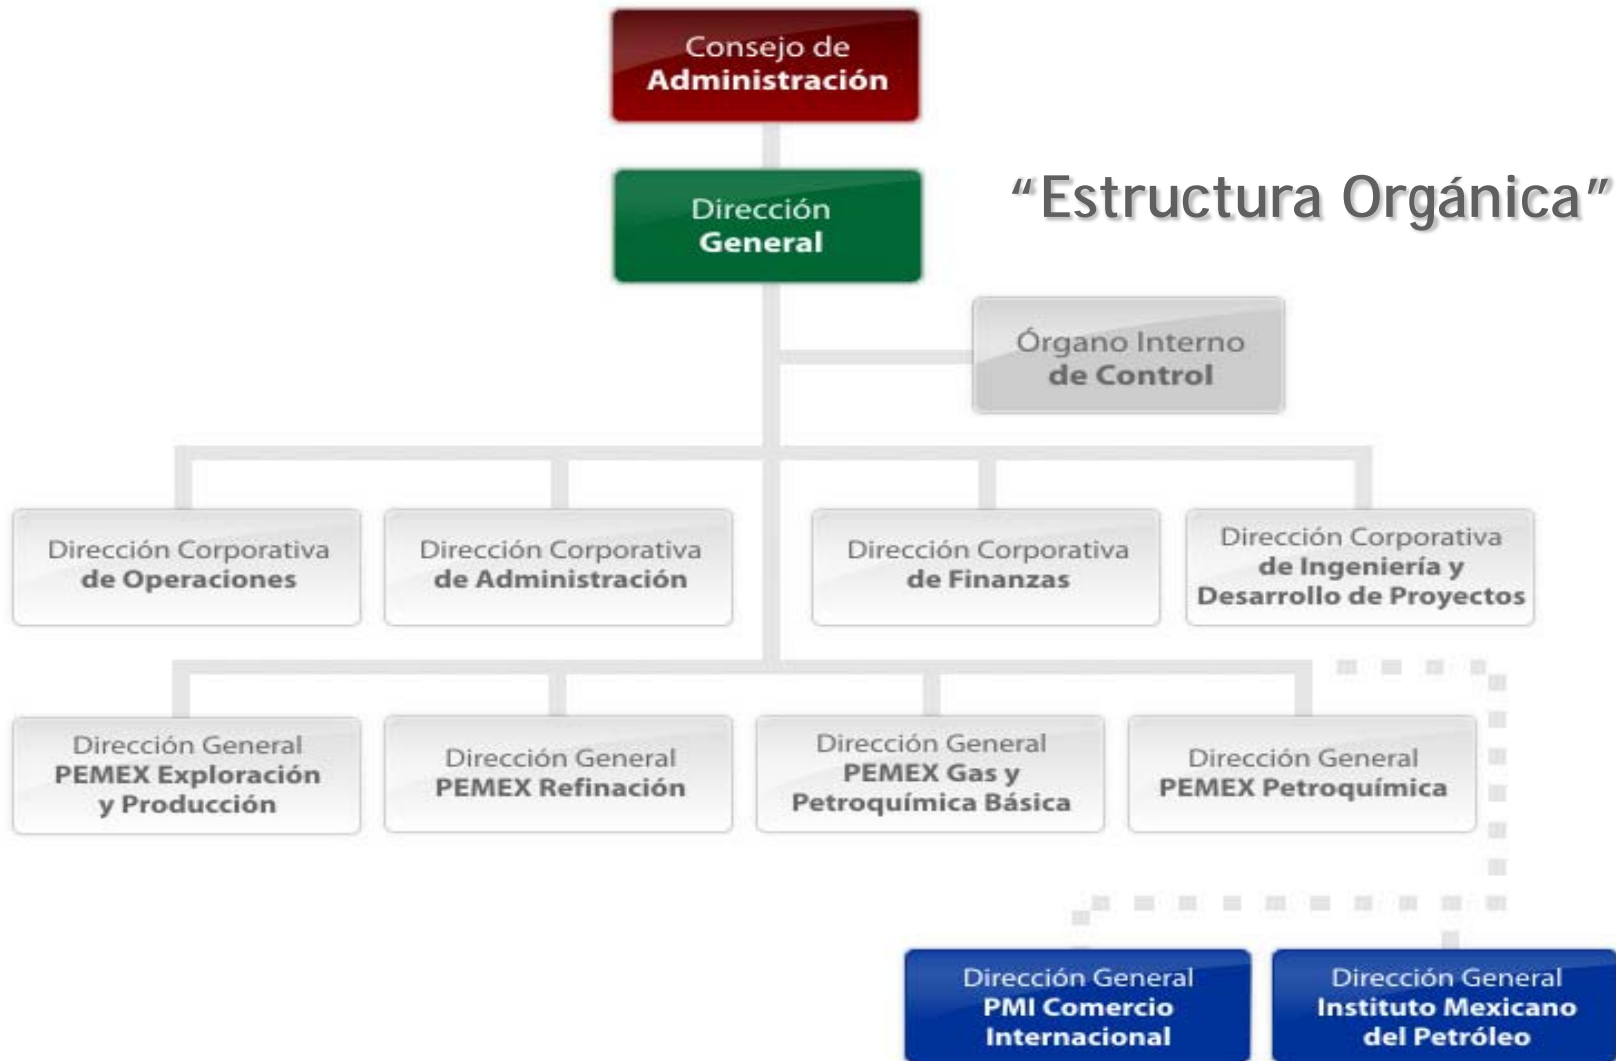 Consejo de
Administración
Dirección
General
“Estructura Orgánica”
Órgano Interno
de Control
Dirección Corporativa
de Operaciones
Dirección Corporativa
de Administración
Dirección Corporativa
de Finanzas
Dirección Corporativa
de Ingeniería y
Desarrollo de Proyectos
Dirección General
PEMEX Exploración
y Producción
Dirección General
PEMEX Refinación
Dirección General
PEMEX Gas y
Petroquímica Básica
Dirección General
PEMEX Petroquímica
Dirección General
PMI Comercio
Internacional
Dirección General
Instituto Mexicano
del Petróleo